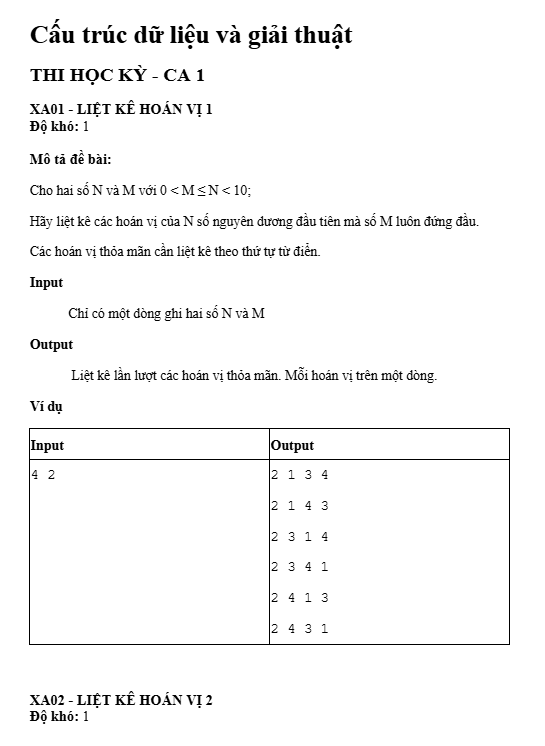 Cấu trúc dữ liệu và giải thuật
THI HỌC KỲ - CA 1
XA01 - LIỆT KÊ HOÁN VỊ 1
Độ khó: 1
Mô tả đề bài:
Cho hai số N và M với 0 < M ≤ N < 10;
Hãy liệt kê các hoán vị của N số nguyên dương đầu tiên mà số M luôn đứng đầu.
Các hoán vị thỏa mãn cần liệt kê theo thứ tự từ điển.
Input
Chỉ có một dòng ghi hai số N và M
Output
Liệt kê lần lượt các hoán vị thỏa mãn. Mỗi hoán vị trên một dòng.
Ví dụ
Input Output
4 2 2 1 3 4
2 1 4 3
2 3 1 4
2 3 4 1
2 4 1 3
2 4 3 1
XA02 - LIỆT KÊ HOÁN VỊ 2
Độ khó: 1